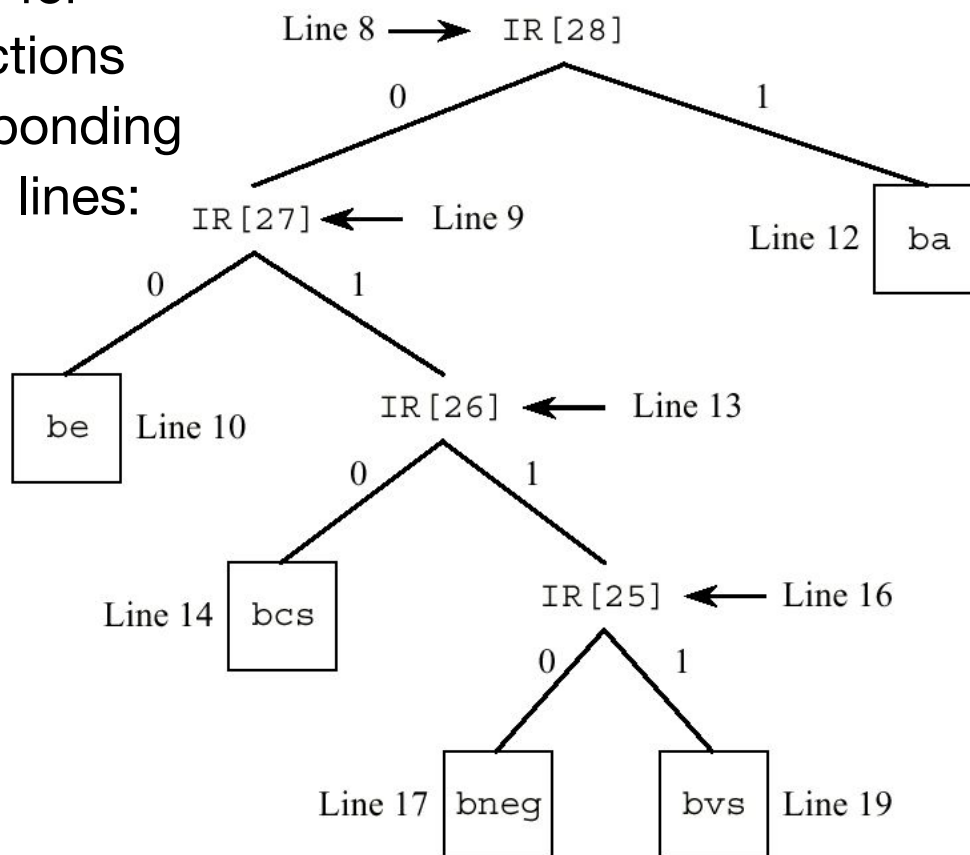 ctions
ponding
lines:
Line 8 IR[28]
0 1
IR[27] Line 9
Line 12 ba
0 1
be Line 10
IR[26] Line 13
0 1
Line 14 bcs
IR[25] Line 16
0 1
Line 17 bneg bvs Line 19